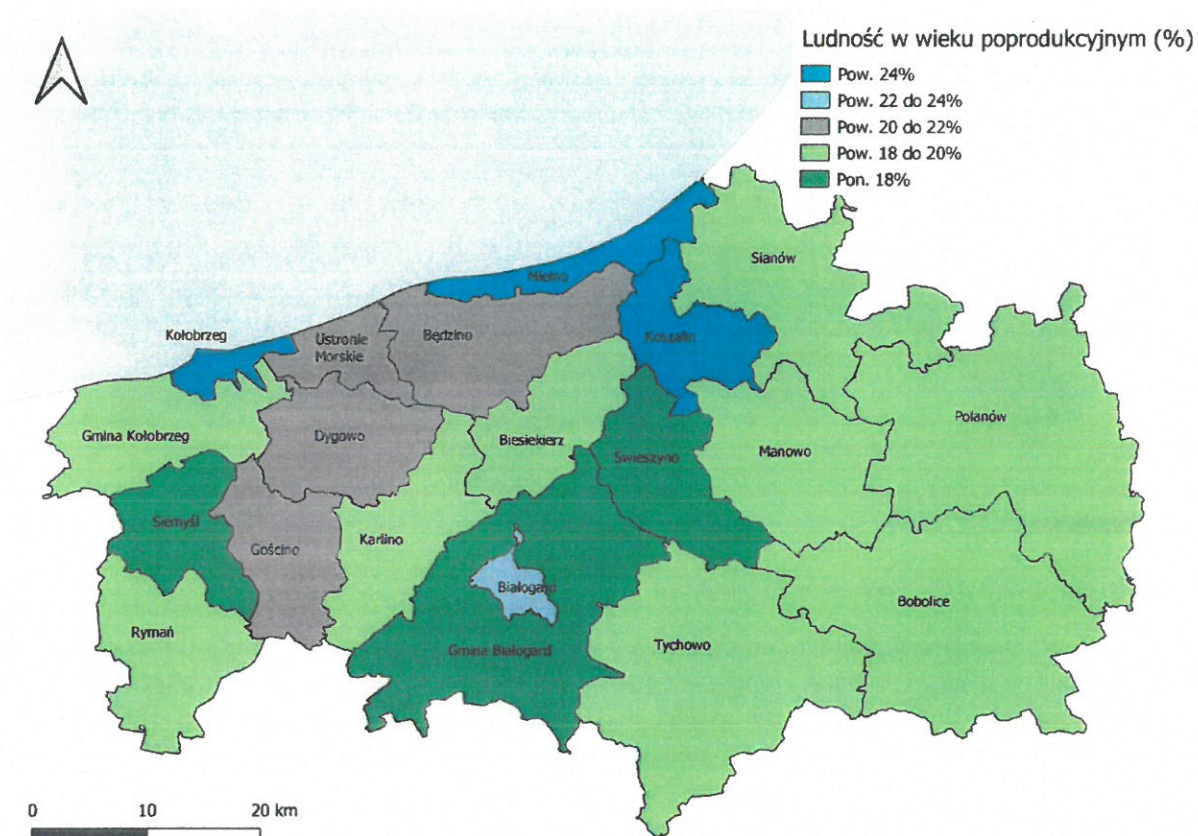 Ludność w wieku poprodukcyjnym (%)
Pow. 24%
Pow. 22 do 24%
Pow. 20 do 22%
Pow. 18 do 20%
Pon. 18%
Sianów
Mielno
Kołobrzeg
Ustronie
Morskie
Będzino
Koszalin
Polanów
Gmina Kołobrzeg
Dygowo
Biesiekierz
Świeszyno
Manowo
Siemyśl
Gościno
Karlino
Białogard
Bobolice
Rymań
Gmina Białogard
Tychowo
0 10 20 km